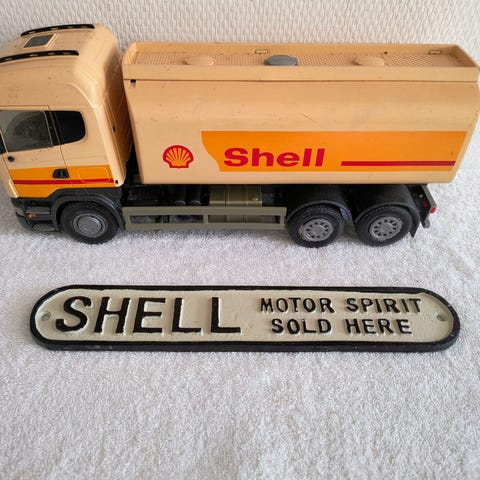 Shell
SHELL
MOTOR SPIRIT
SOLD HERE